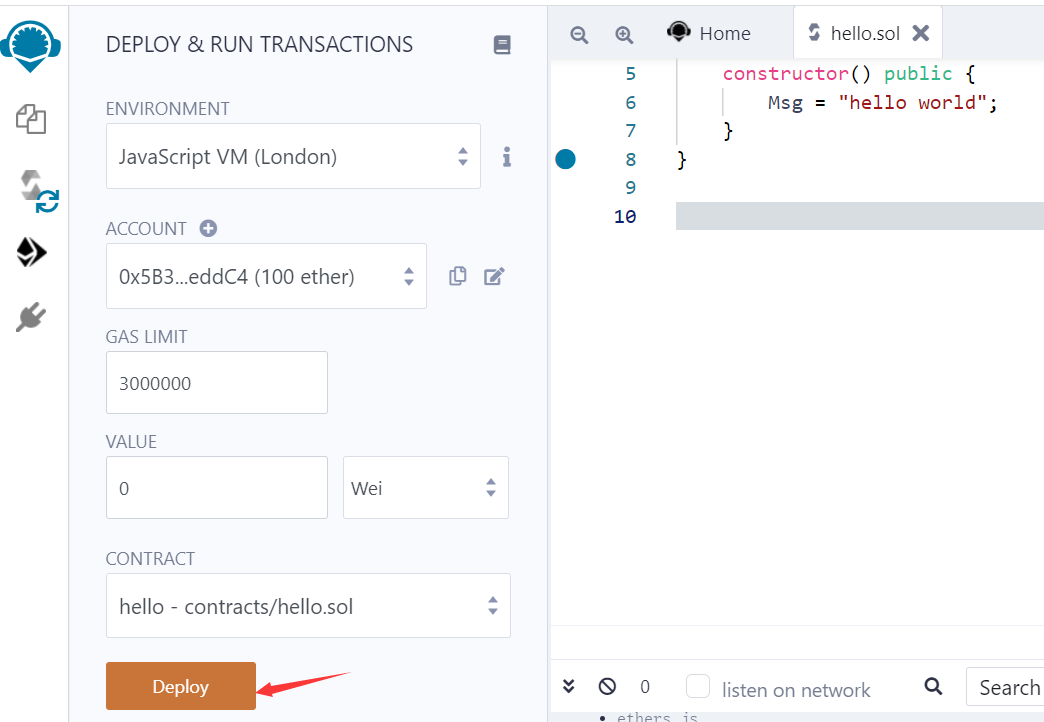 DEPLOY & RUN TRANSACTIONS
ENVIRONMENT
JavaScript VM (London)
ACCOUNT
0x5B3...eddC4 (100 ether)
GAS LIMIT
3000000
VALUE
0
Wei
CONTRACT
hello - contracts/hello.sol
Deploy
Home
hello.sol
5 constructor() public {
6 Msg = "hello world";
7 }
8 }
9
10
0
listen on network
Search
ethers is